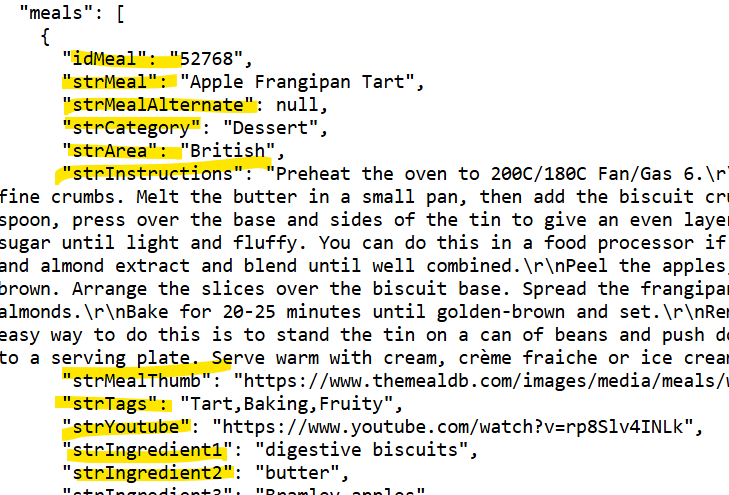 "meals": [
{
"idMeal": "52768",
"strMeal": "Apple Frangipan Tart",
"strMealAlternate": null,
"strCategory": "Dessert",
"strArea": "British",
"strInstructions": "Preheat the oven to 200C/180C Fan/Gas 6.\r\
fine crumbs. Melt the butter in a small pan, then add the biscuit
spoon, press over the base and sides of the tin to give an even
sugar until light and fluffy. You can do this in a food processor if
and almond extract and blend until well combined.\r\nPeel the apples,
brown. Arrange the slices over the biscuit base. Spread the
almonds.\r\nBake for 20-25 minutes until golden-brown and set.\r\
easy way to do this is to stand the tin on a can of beans and push
to a serving plate. Serve warm with cream, crème fraiche or ice
"strMealThumb": "https://www.themealdb.com/images/media/meals/
"strTags": "Tart,Baking,Fruity",
"strYoutube": "https://www.youtube.com/watch?v=rp8Slv4INLk",
"strIngredient1": "digestive biscuits",
"strIngredient2": "butter",
"strIngredient3": "Bramley apples"